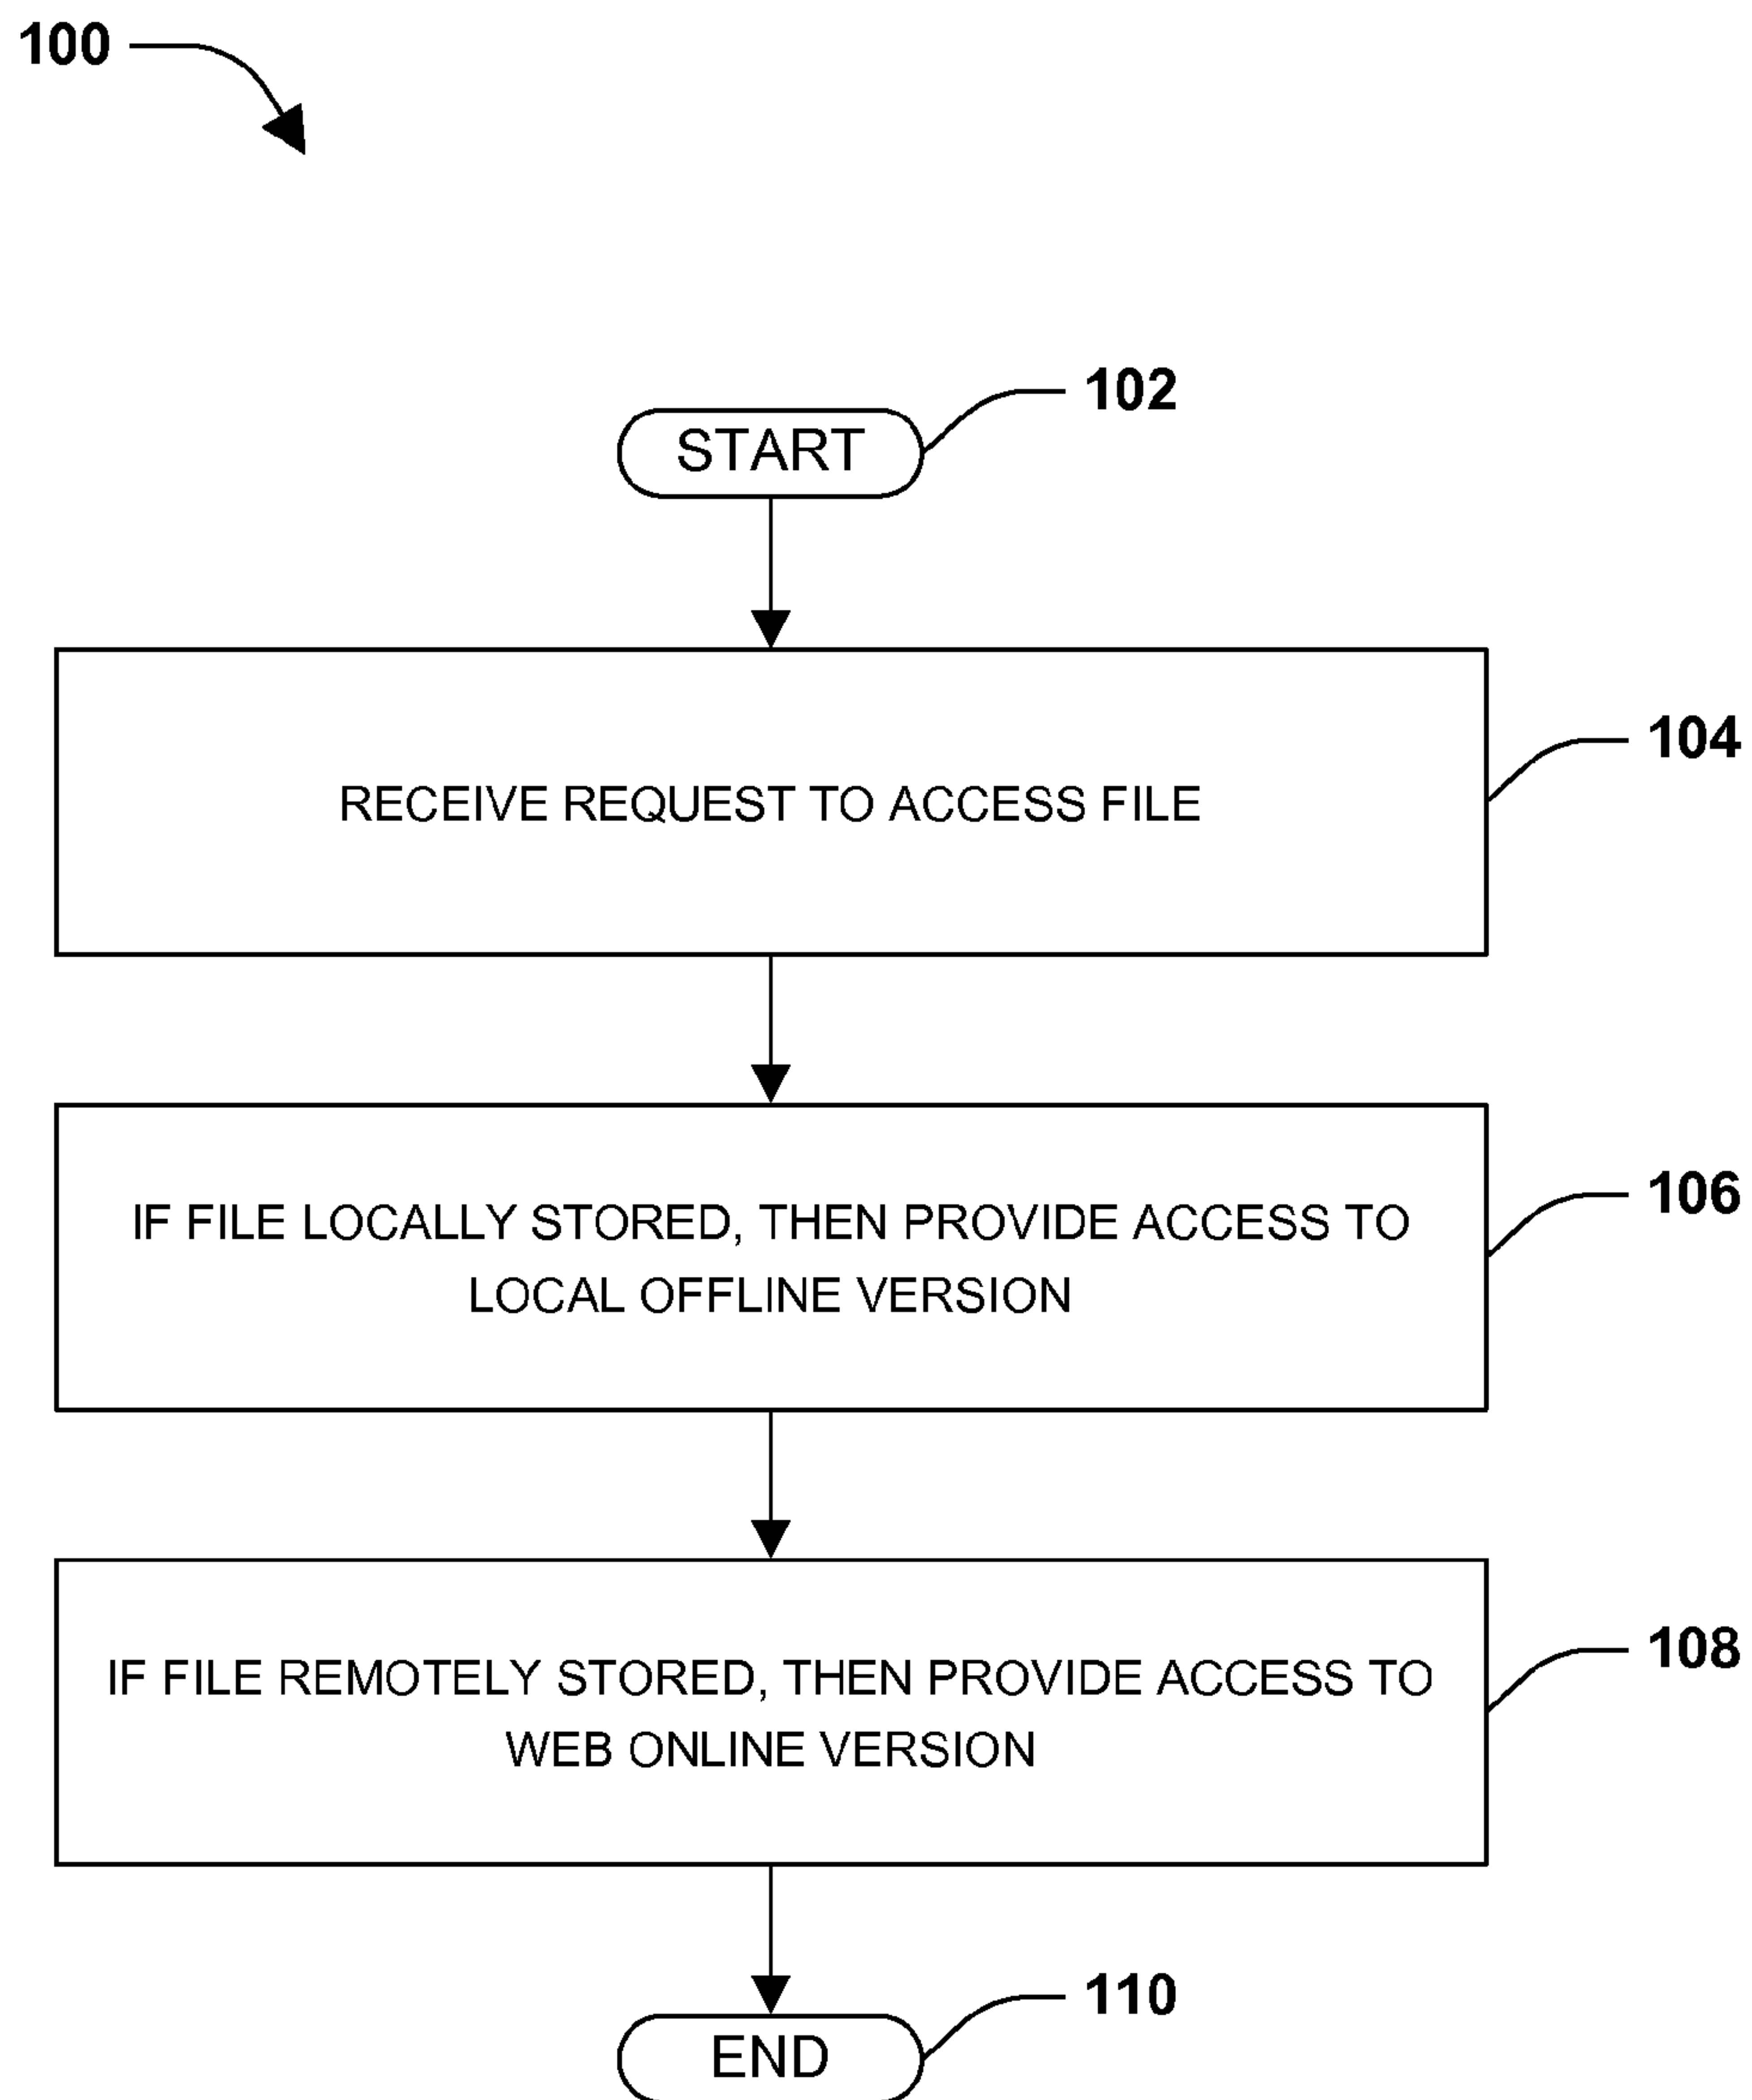 100
102
START
104
RECEIVE REQUEST TO ACCESS FILE
106
IF FILE LOCALLY STORED, THEN PROVIDE ACCESS TO
LOCAL OFFLINE VERSION
108
IF FILE REMOTELY STORED, THEN PROVIDE ACCESS TO
WEB ONLINE VERSION
110
END